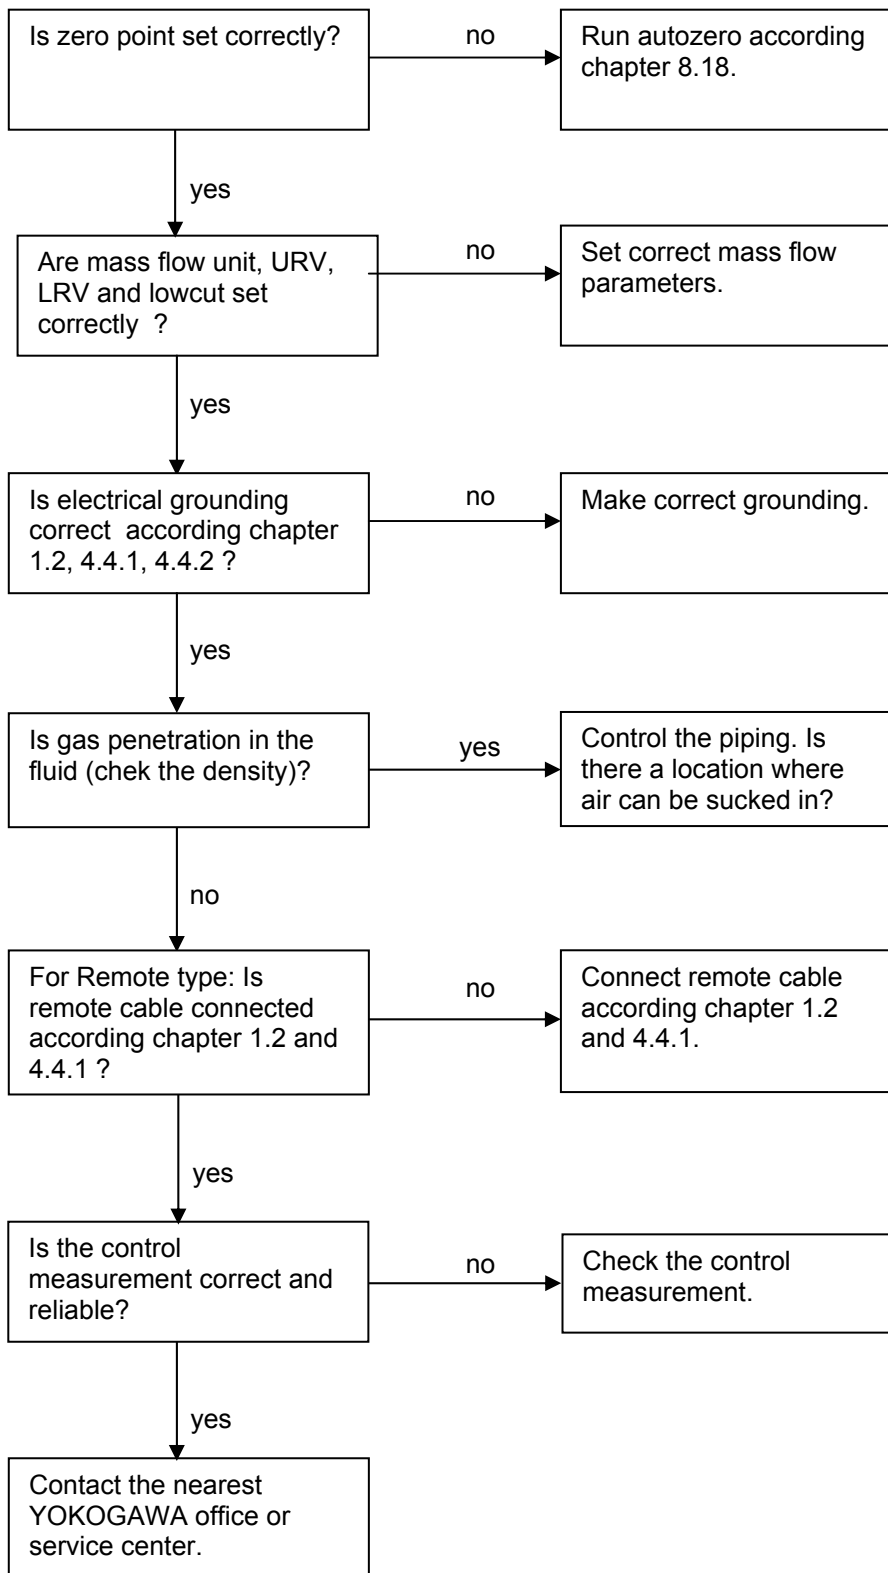 Is zero point set correctly?
no
Run autozero according
chapter 8.18.
yes
Are mass flow unit, URV,
LRV and lowcut set
correctly ?
no
Set correct mass flow
parameters.
yes
Is electrical grounding
correct according chapter
1.2, 4.4.1, 4.4.2 ?
no
Make correct grounding.
yes
Is gas penetration in the
fluid (chek the density)?
yes
Control the piping. Is
there a location where
air can be sucked in?
no
For Remote type: Is
remote cable connected
according chapter 1.2 and
4.4.1 ?
no
Connect remote cable
according chapter 1.2
and 4.4.1.
yes
Is the control
measurement correct and
reliable?
no
Check the control
measurement.
yes
Contact the nearest
YOKOGAWA office or
service center.